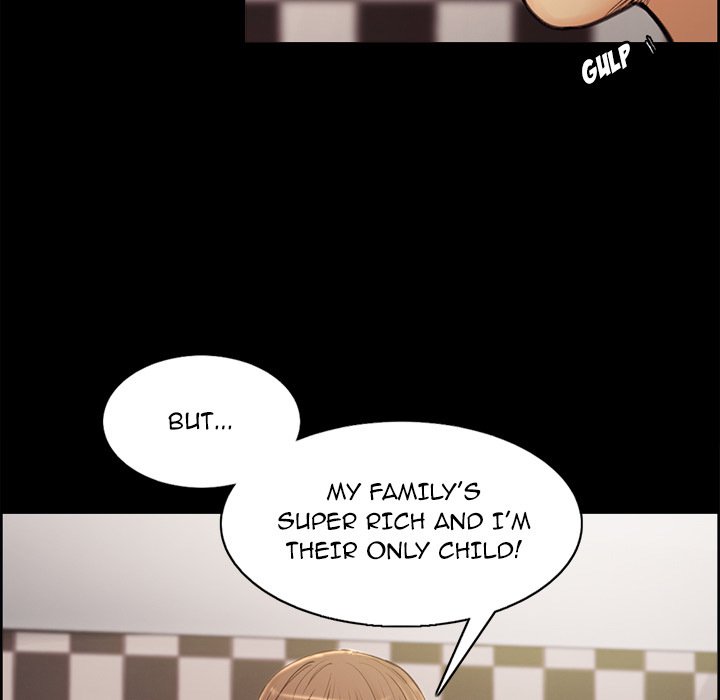 GULP
BUT...
MY FAMILY'S
SUPER RICH AND I'M
THEIR ONLY CHILD!